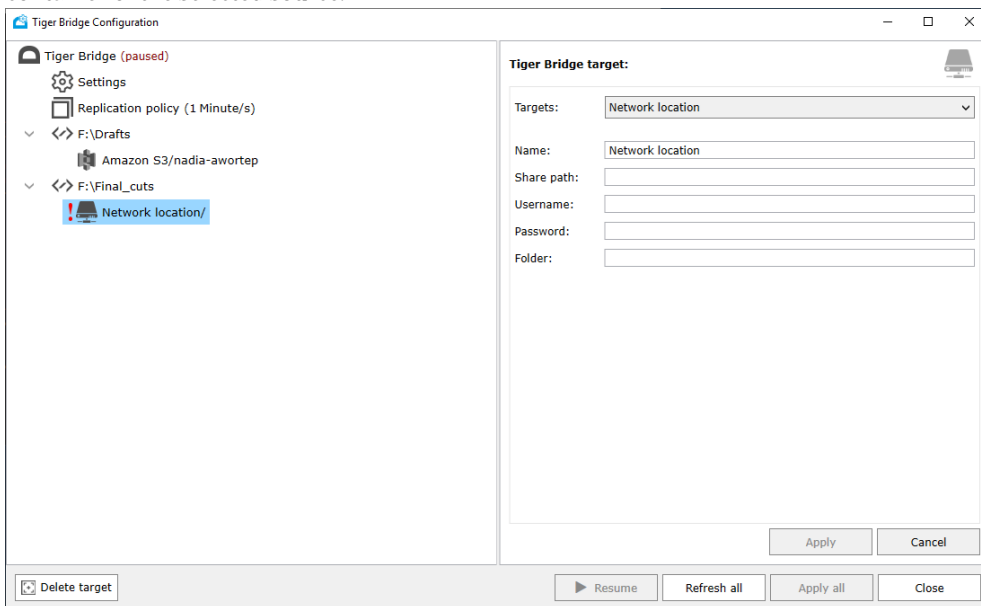 Tiger Bridge Configuration
Tiger Bridge (paused)
Settings
Replication policy (1 Minute/s)
F:\Drafts
Amazon S3/nadia-awortep
F:\Final_cuts
! Network location/
Tiger Bridge target:
Targets: Network location
Name: Network location
Share path:
Username:
Password:
Folder:
Apply Cancel
Delete target Resume Refresh all Apply all Close